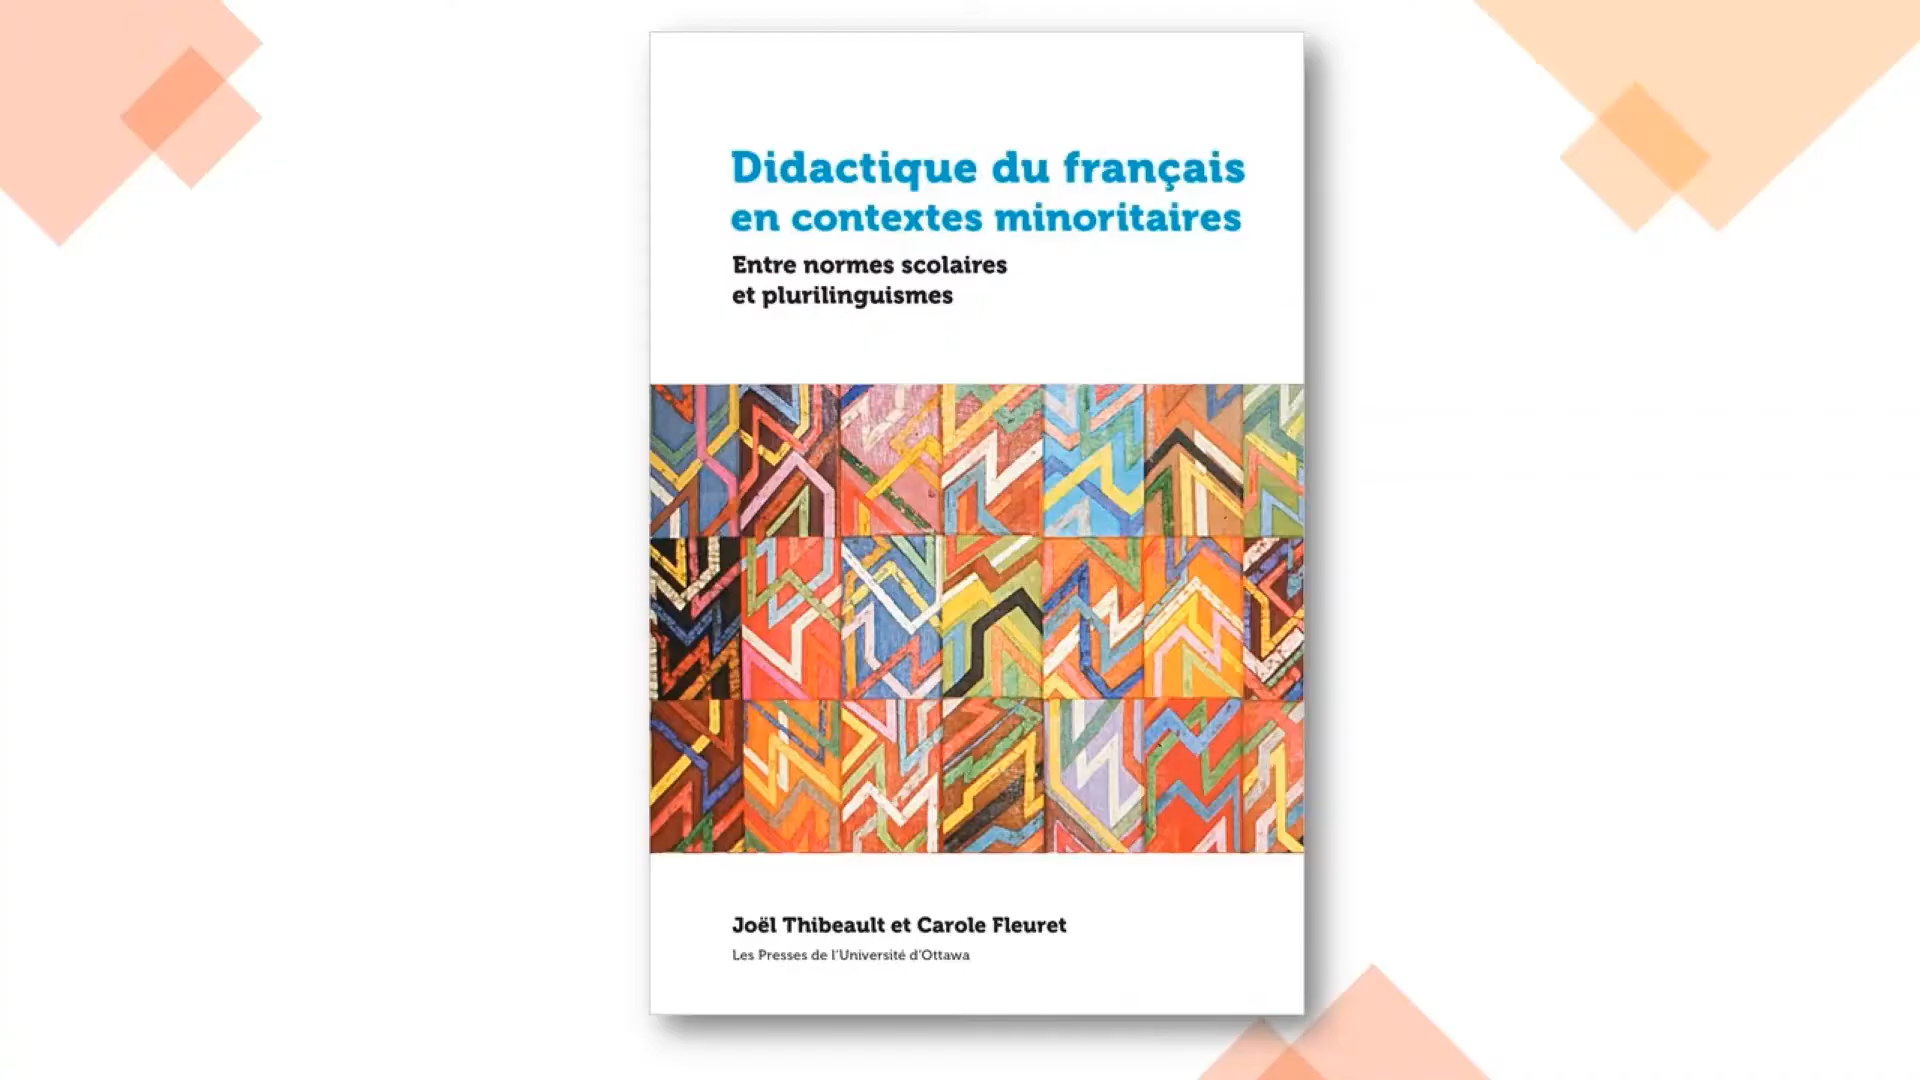 Didactique du français
en contextes minoritaires
Entre normes scolaires
et plurilinguismes
Joël Thibeault et Carole Fleuret
Les Presses de l'Université d'Ottawa